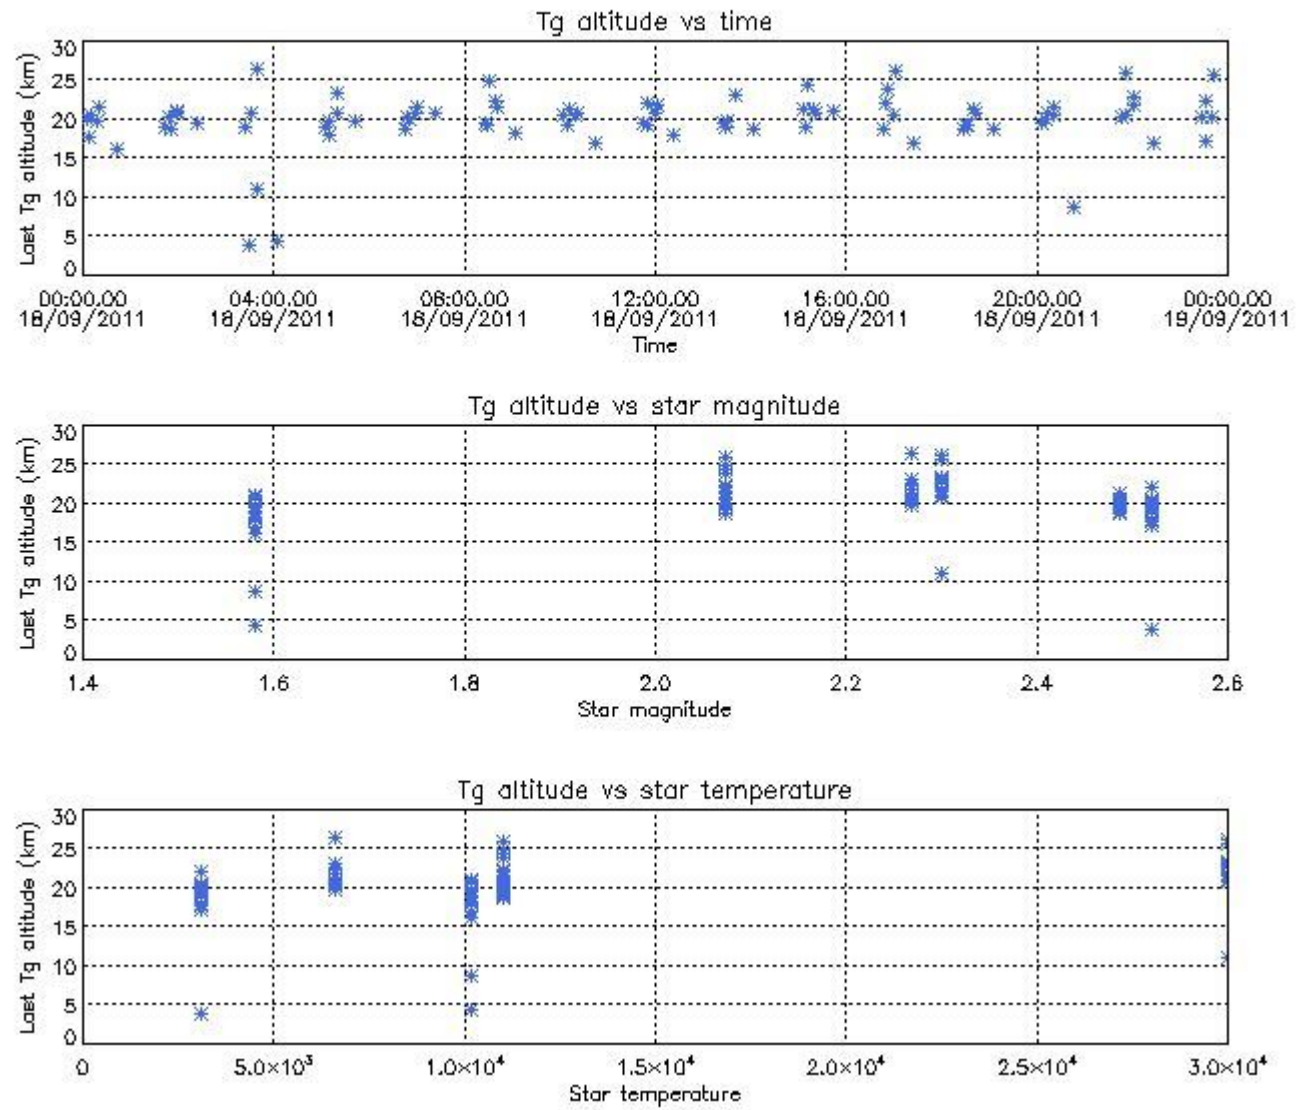 Tg altitude vs time
Last Tg altitude (km)
30
25
20
15
10
5
0
00:00.00 04:00.00 08:00.00 12:00.00 16:00.00 20:00.00 00:00.00
18/09/2011 18/09/2011 18/09/2011 18/09/2011 18/09/2011 18/09/2011 19/09/2011
Time
Tg altitude vs star magnitude
Last Tg altitude (km)
30
25
20
15
10
5
0
1.4 1.6 1.8 2.0 2.2 2.4 2.6
Star magnitude
Tg altitude vs star temperature
Last Tg altitude (km)
30
25
20
15
10
5
0
0 5.0×10³ 1.0×10⁴ 1.5×10⁴ 2.0×10⁴ 2.5×10⁴ 3.0×10⁴
Star temperature